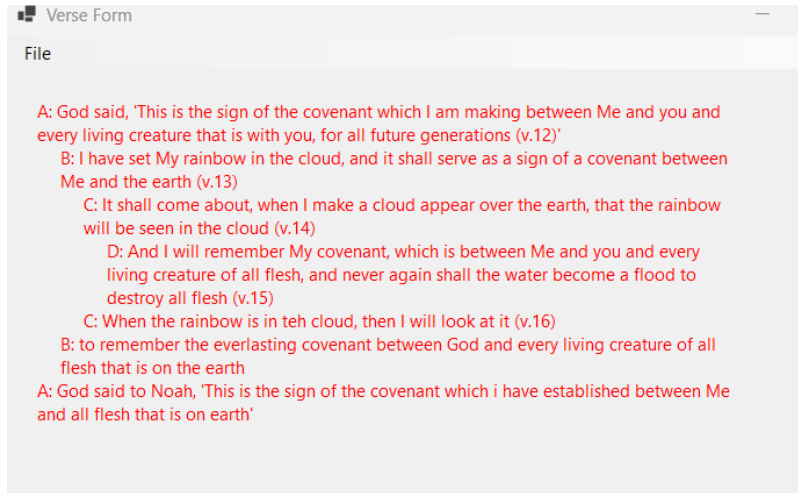 Verse Form
File
A: God said, 'This is the sign of the covenant which I am making between Me and you and
every living creature that is with you, for all future generations (v.12)'
B: I have set My rainbow in the cloud, and it shall serve as a sign of a covenant between
Me and the earth (v.13)
C: It shall come about, when I make a cloud appear over the earth, that the rainbow
will be seen in the cloud (v.14)
D: And I will remember My covenant, which is between Me and you and every
living creature of all flesh, and never again shall the water become a flood to
destroy all flesh (v.15)
C: When the rainbow is in teh cloud, then I will look at it (v.16)
B: to remember the everlasting covenant between God and every living creature of all
flesh that is on the earth
A: God said to Noah, 'This is the sign of the covenant which i have established between Me
and all flesh that is on earth'